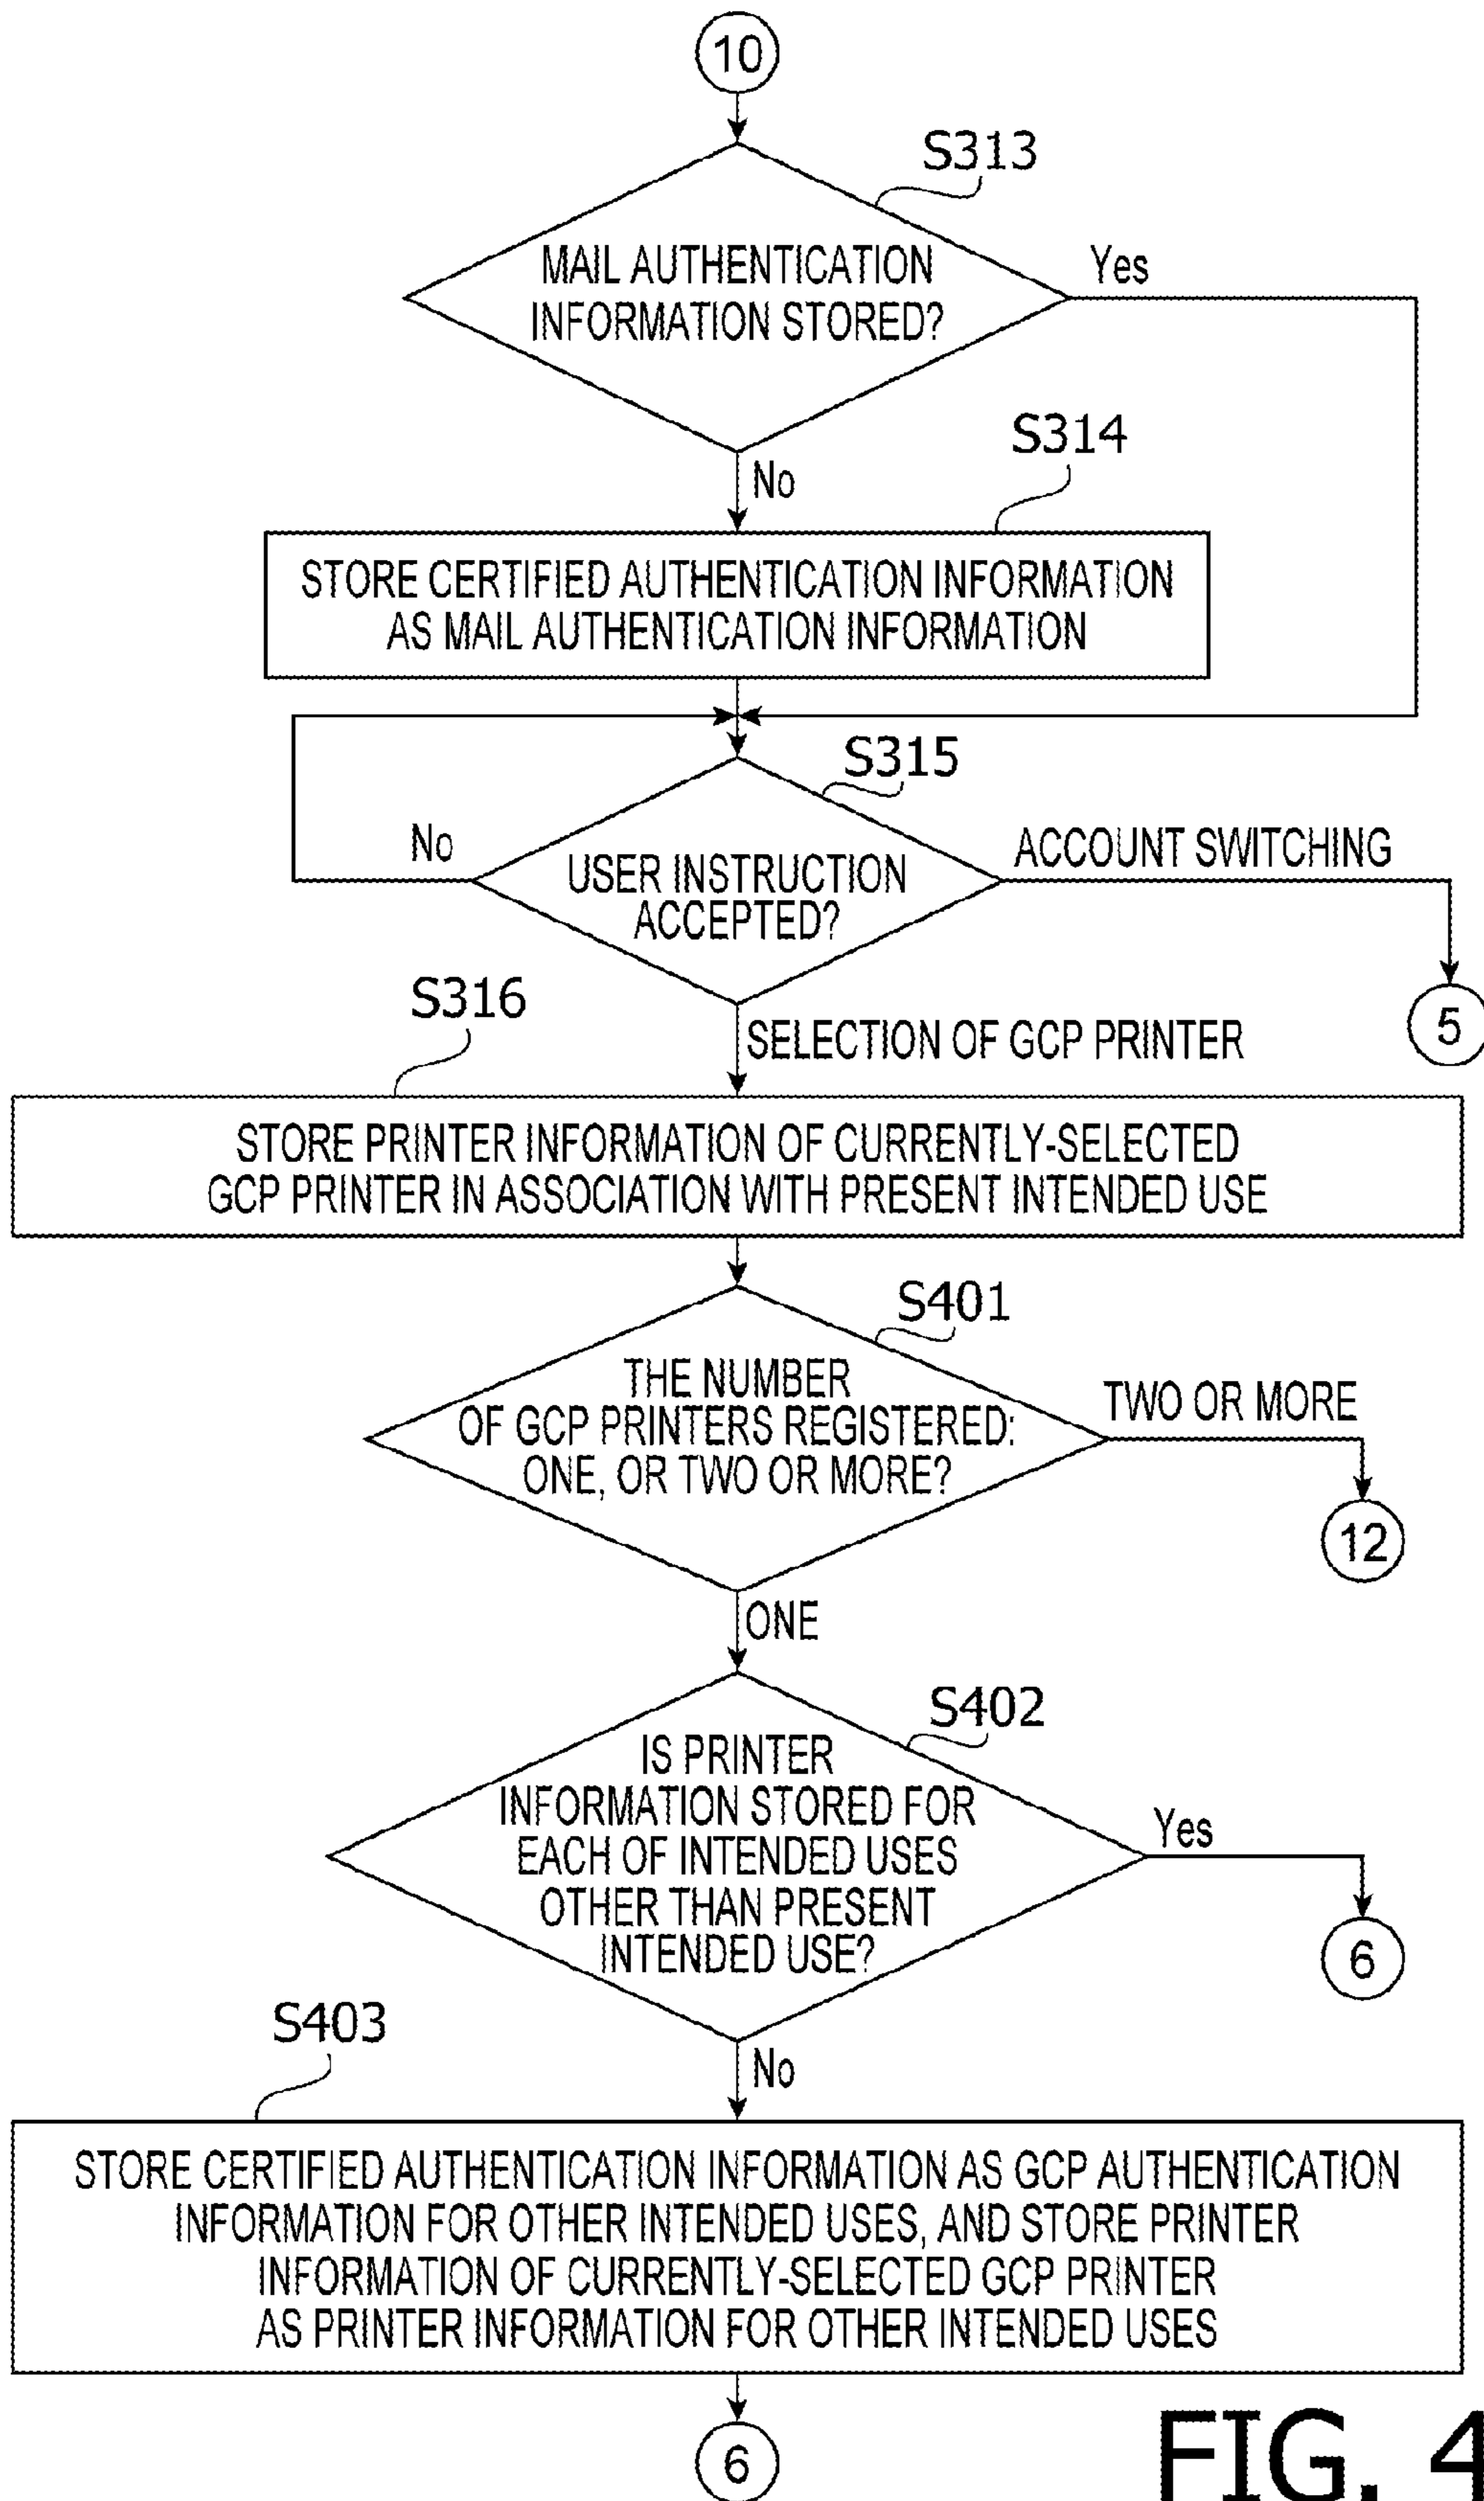 10
S313
MAIL AUTHENTICATION
INFORMATION STORED?
Yes
No
S314
STORE CERTIFIED AUTHENTICATION INFORMATION
AS MAIL AUTHENTICATION INFORMATION
S315
No
USER INSTRUCTION
ACCEPTED?
ACCOUNT SWITCHING
5
S316
SELECTION OF GCP PRINTER
STORE PRINTER INFORMATION OF CURRENTLY-SELECTED
GCP PRINTER IN ASSOCIATION WITH PRESENT INTENDED USE
S401
THE NUMBER
OF GCP PRINTERS REGISTERED:
ONE, OR TWO OR MORE?
TWO OR MORE
12
ONE
S402
IS PRINTER
INFORMATION STORED FOR
EACH OF INTENDED USES
OTHER THAN PRESENT
INTENDED USE?
Yes
6
S403
No
STORE CERTIFIED AUTHENTICATION INFORMATION AS GCP AUTHENTICATION
INFORMATION FOR OTHER INTENDED USES, AND STORE PRINTER
INFORMATION OF CURRENTLY-SELECTED GCP PRINTER
AS PRINTER INFORMATION FOR OTHER INTENDED USES
6
FIG. 4